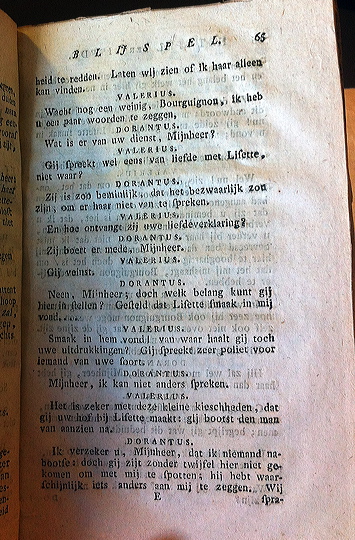 BLIJSPEL. 65
heid te redden. Laten wij zien of ik haar alleen
kan vinden.
VALERIUS.
Wacht nog een weinig, Bourguignon, ik heb
u een paar woorden te zeggen.
DORANTUS.
Wat is er van uw dienst, Mijnheer?
VALERIUS.
Gij spreekt wel eens van liefde met Lisette,
niet waar?
DORANTUS.
Zij is zoo beminlijk, dat het bezwaarlijk zou
zijn, om er haar niet van te spreken.
VALERIUS.
En hoe ontvangt zij uwe liefdeverklaring?
DORANTUS.
Zij boert er mede, Mijnheer.
VALERIUS.
Gij veinst.
DORANTUS.
Neen, Mijnheer; doch welk belang kunt gij
hier in stellen? Gesteld dat Lisette smaak in mij
vond....
VALERIUS.
Smaak in hem vond! van waar haalt gij toch
uwe uitdrukkingen? Gij spreekt zeer poliet voor
iemand van uwe soort.
DORANTUS.
Mijnheer, ik kan niet anders spreken.
VALERIUS.
Het is zeker met deze kleine kieschheden, dat
gij uw hof bij Lisette maakt: gij bootst den man
van aanzien na.
DORANTUS.
Ik verzeker u, Mijnheer, dat ik niemand na-
bootse: doch gij zijt zonder twijfel hier niet ge-
komen om met mij te spotten; hij hebt waar-
schijnlijk iets anders aan mij te zeggen. Wij
E spra-